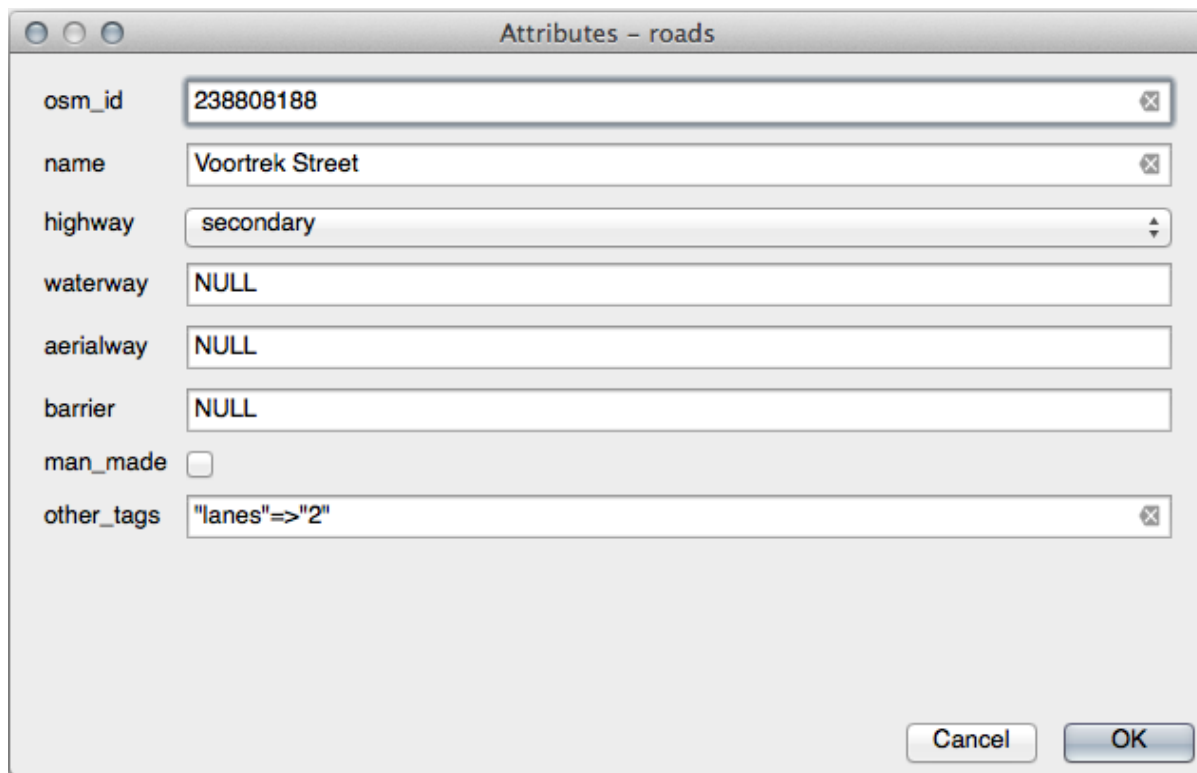 Attributes – roads
osm_id 238808188
name Voortrek Street
highway secondary
waterway NULL
aerialway NULL
barrier NULL
man_made
other_tags "lanes"=>"2"
Cancel OK